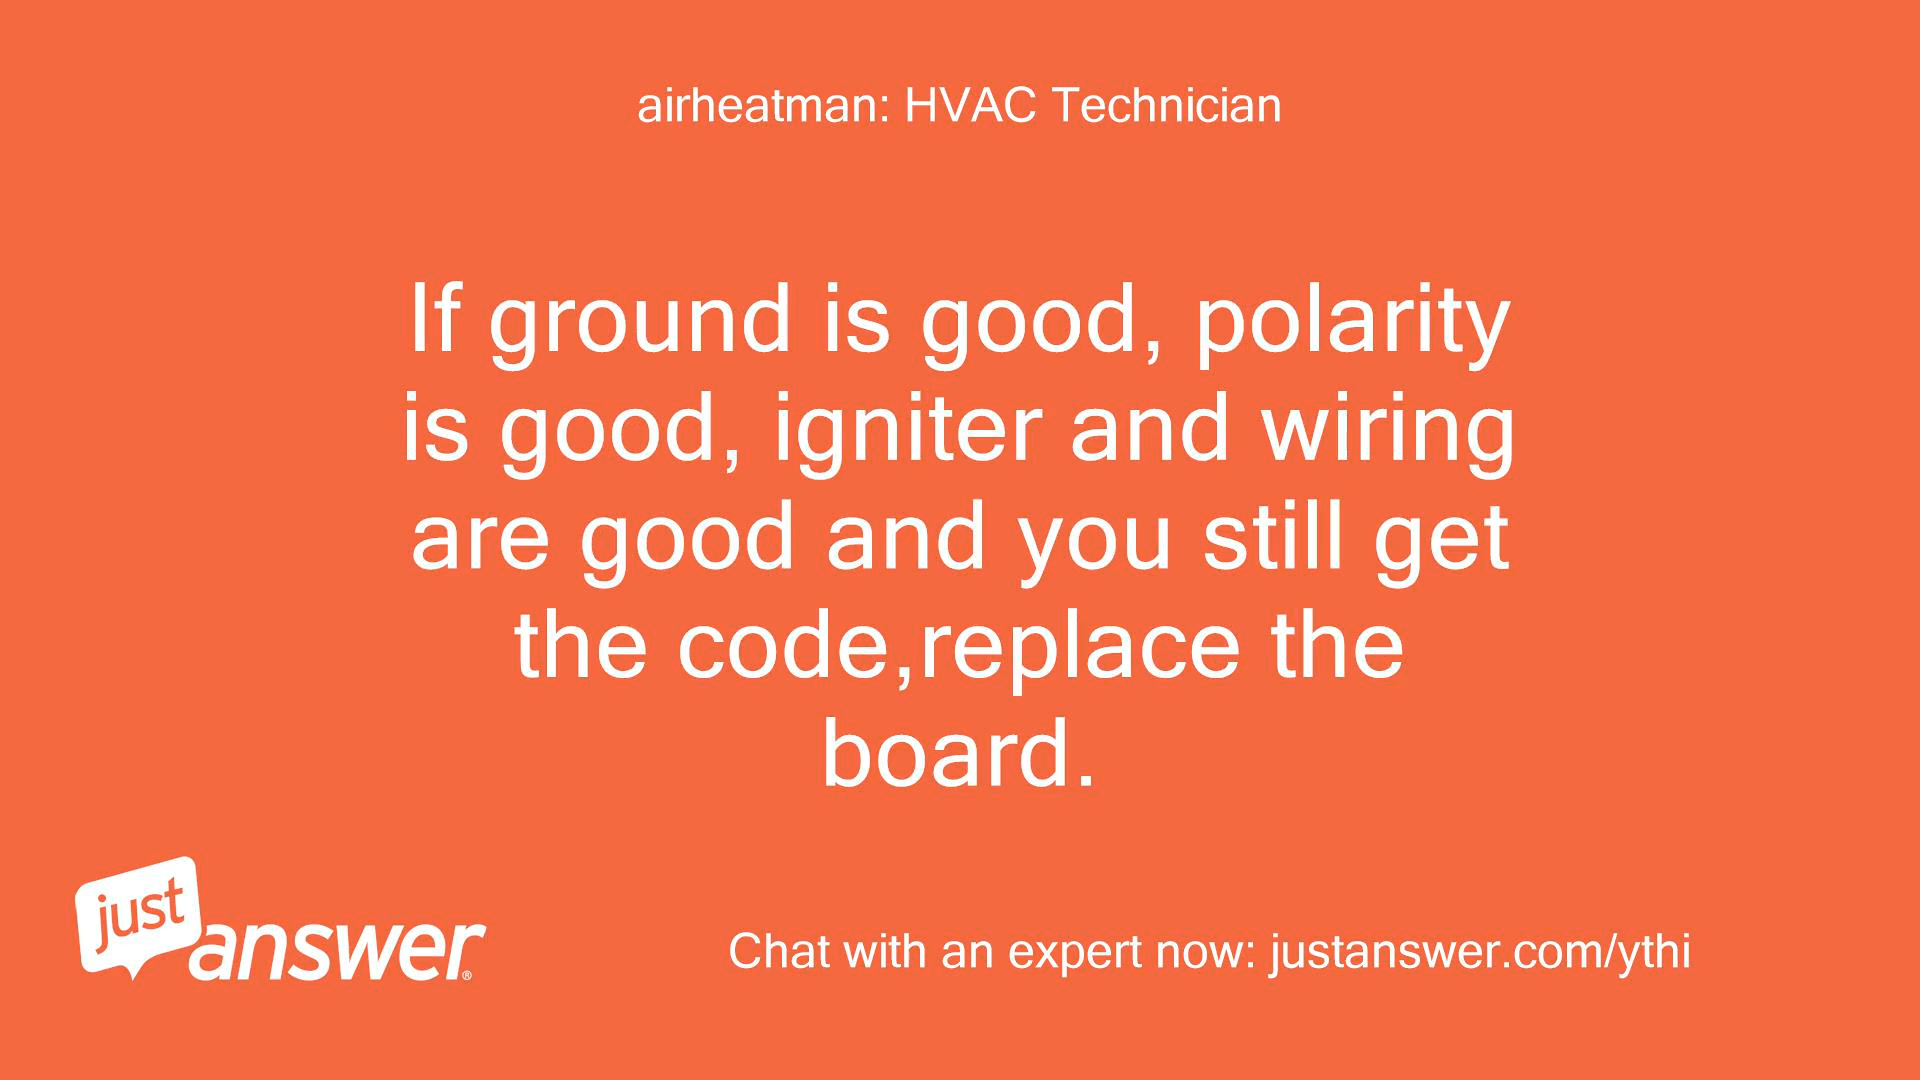 airheatman: HVAC Technician
If ground is good, polarity
is good, igniter and wiring
are good and you still get
the code,replace the
board.
just
answer®
Chat with an expert now: justanswer.com/ythi